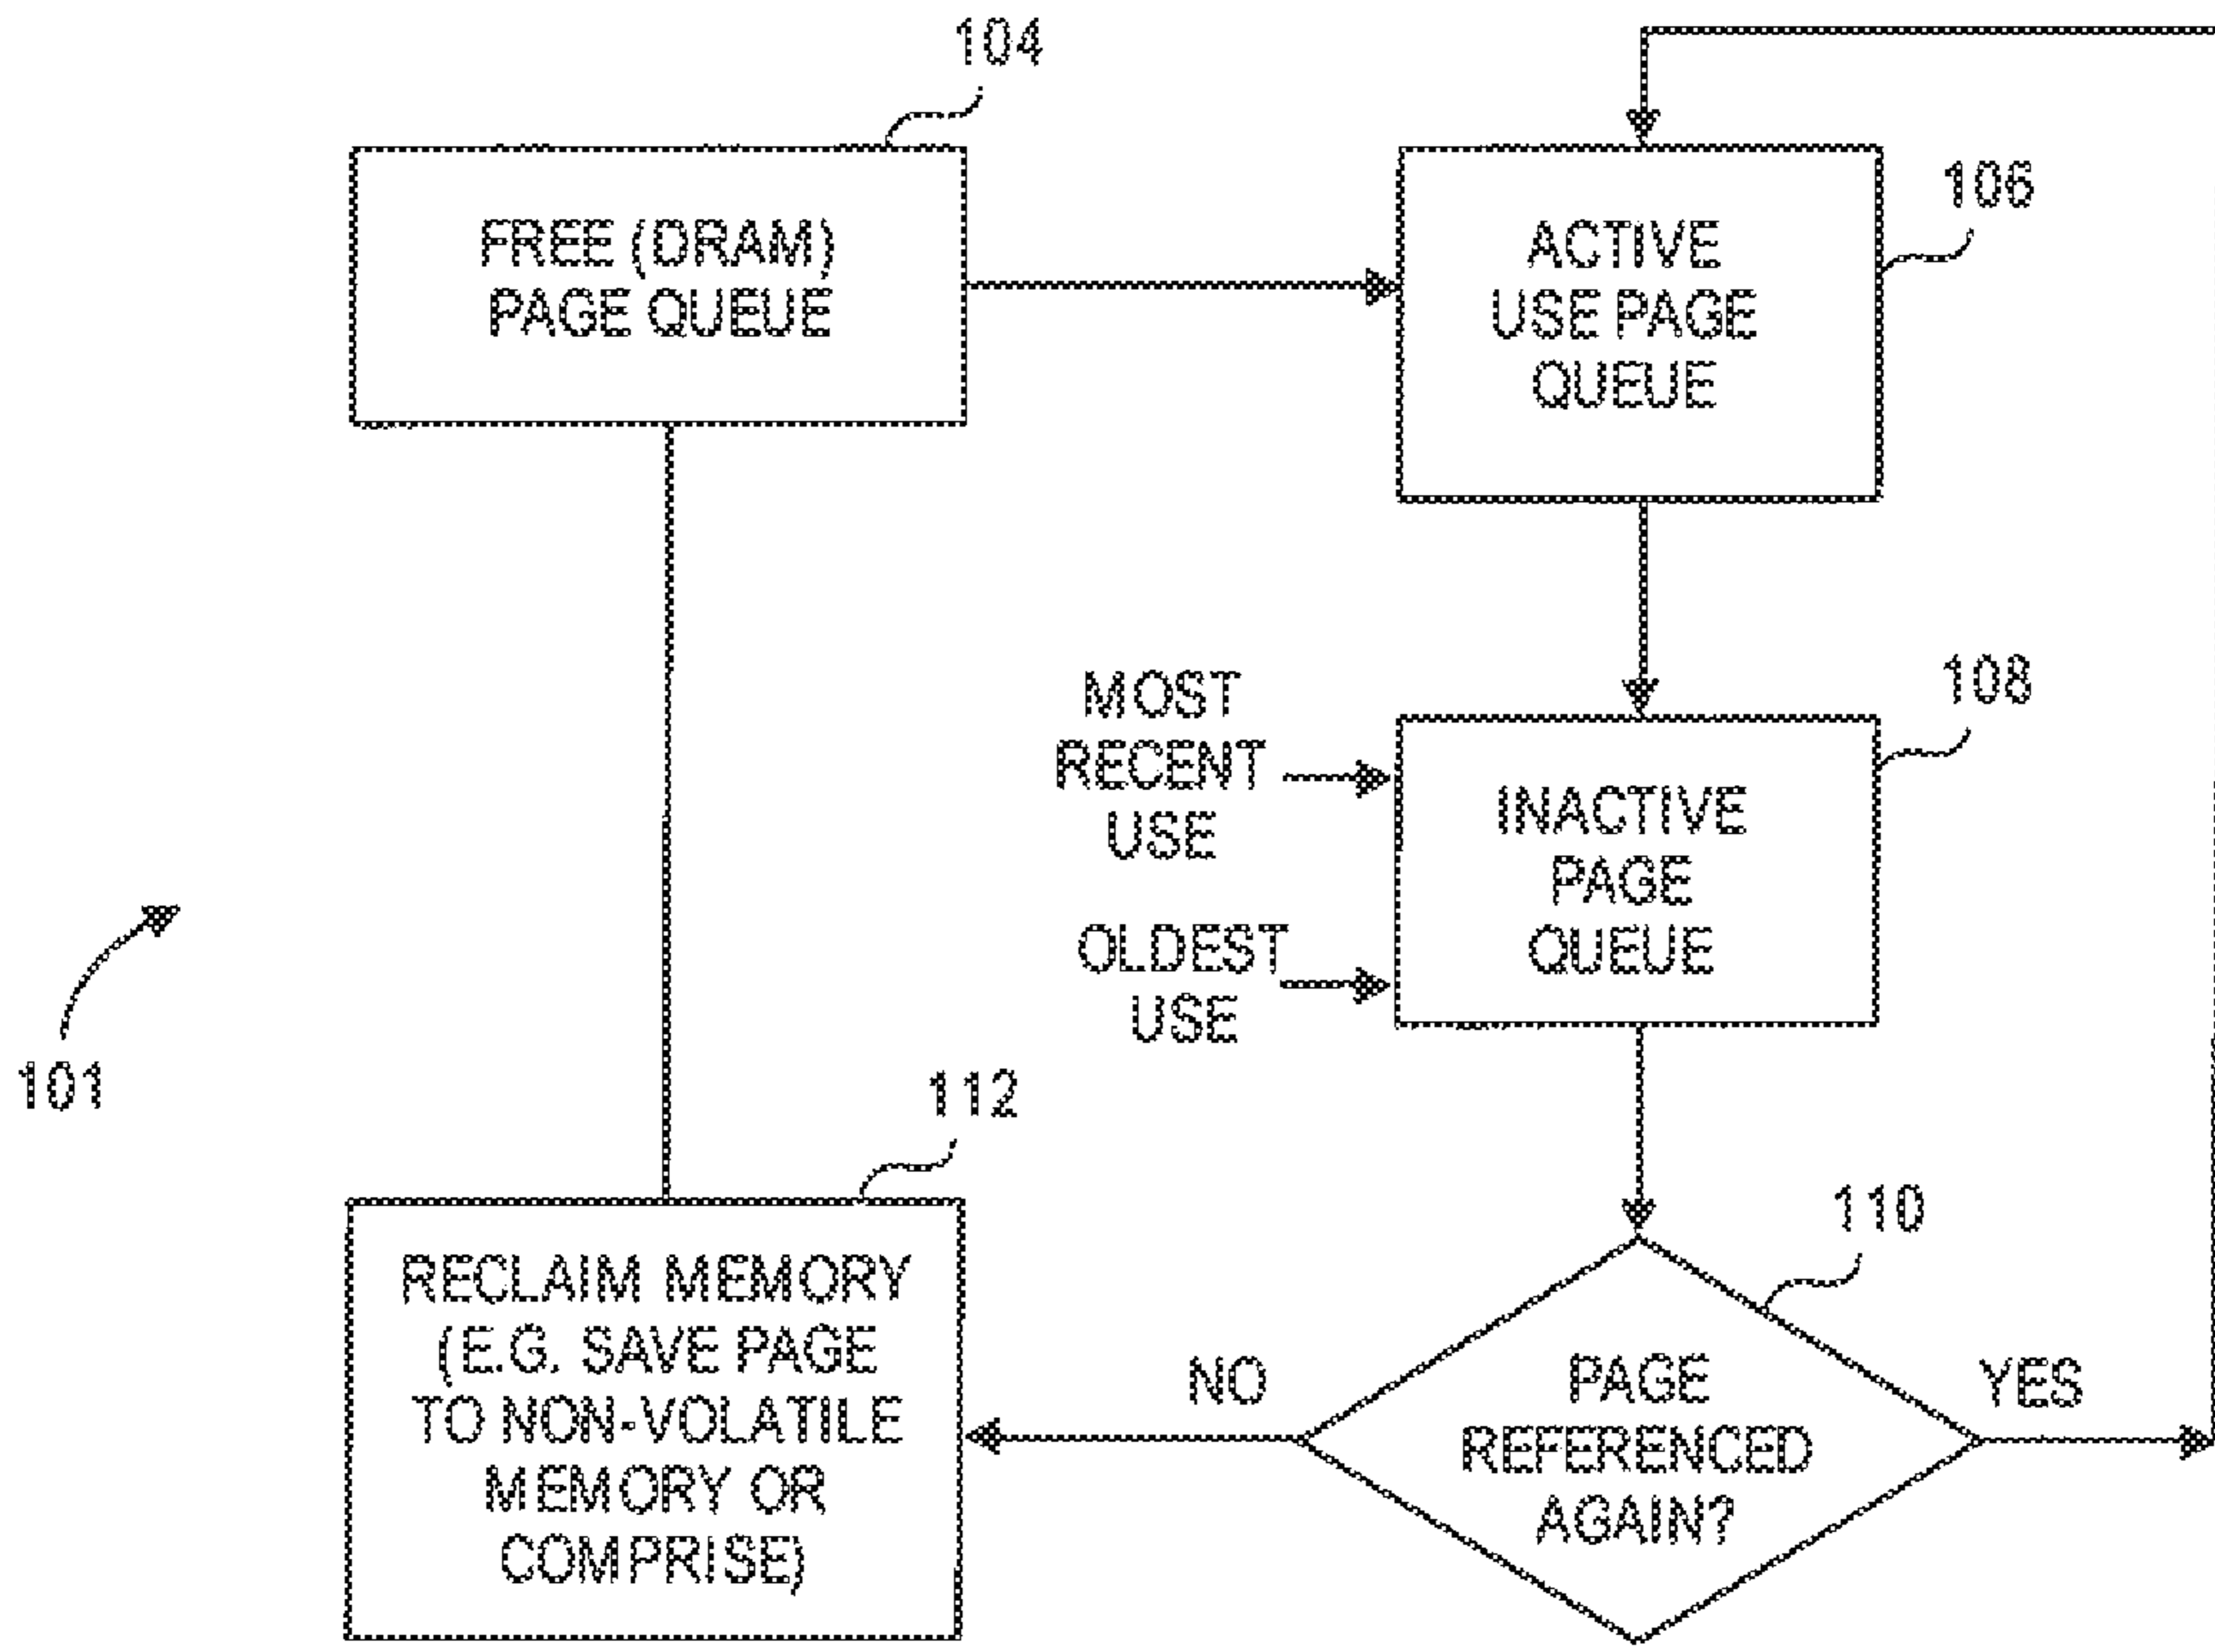 104
FREE (DRAM)
PAGE QUEUE
106
ACTIVE
USE PAGE
QUEUE
108
MOST
RECENT
USE
INACTIVE
PAGE
QUEUE
OLDEST
USE
101
112
RECLAIM MEMORY
(E.G. SAVE PAGE
TO NON-VOLATILE
MEMORY OR
COMPRISE)
110
NO
PAGE
REFERENCED
AGAIN?
YES